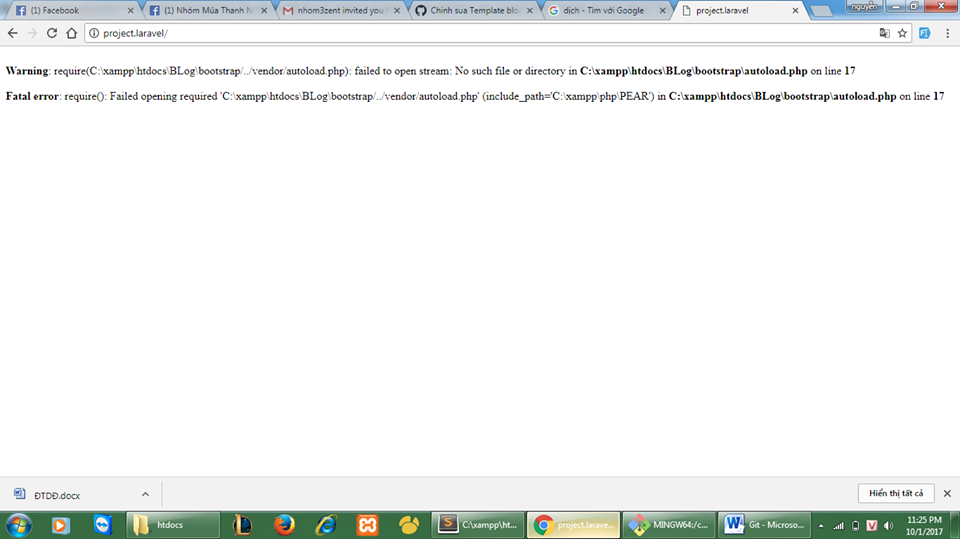 nguyễn
(1) Facebook
(1) Nhóm Múa Thanh N
nhom3zent invited you t
Chinh sua Template blo
dịch - Tìm với Google
project.laravel
project.laravel/
Warning: require(C:\xampp\htdocs\BLog\bootstrap/../vendor/autoload.php): failed to open stream: No such file or directory in C:\xampp\htdocs\BLog\bootstrap\autoload.php on line 17
Fatal error: require(): Failed opening required 'C:\xampp\htdocs\BLog\bootstrap/../vendor/autoload.php' (include_path='C:\xampp\php\PEAR') in C:\xampp\htdocs\BLog\bootstrap\autoload.php on line 17
ĐTDĐ.docx
Hiển thị tất cả
htdocs
C:\xampp\ht...
project.larave...
MINGW64:/c...
Git - Microso...
11:25 PM
10/1/2017